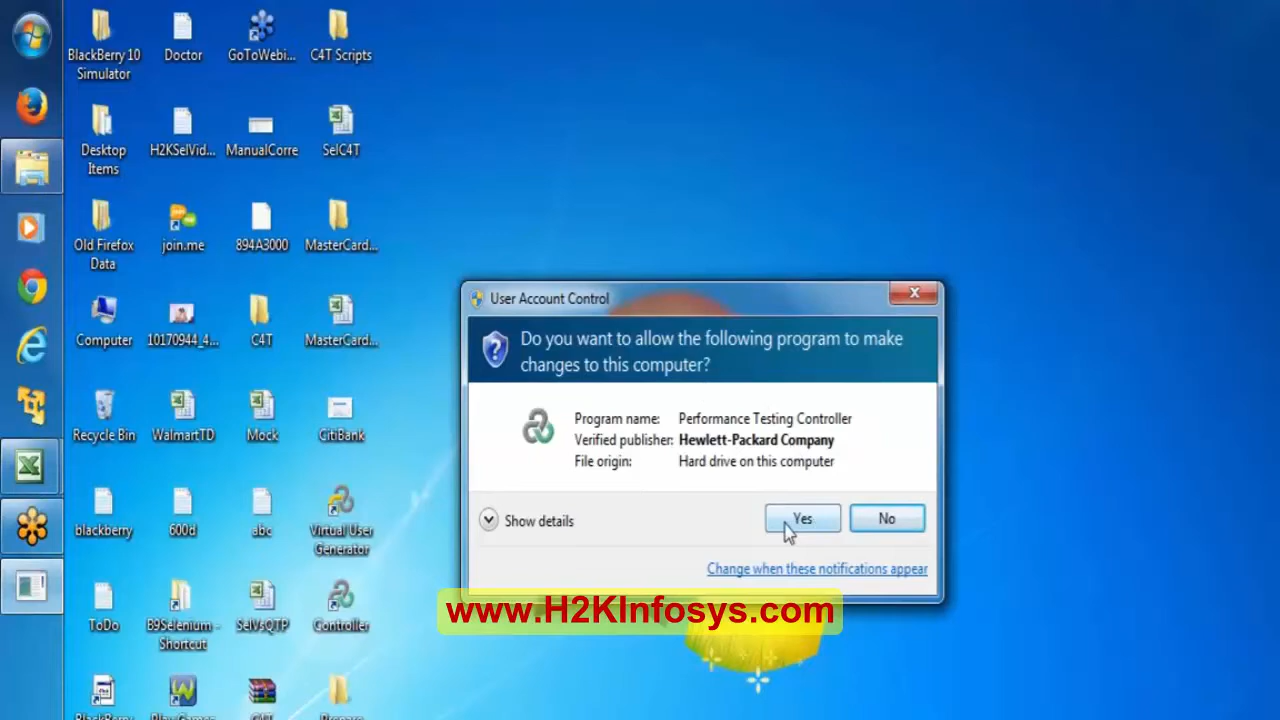 BlackBerry 10
Simulator
Doctor
GoToWebi...
C4T Scripts
Desktop
Items
H2KSelVid...
ManualCorre
SelC4T
Old Firefox
Data
join.me
894A3000
MasterCard...
Computer
10170944_4...
C4T
MasterCard...
Recycle Bin
WalmartTD
Mock
CitiBank
blackberry
600d
abc
Virtual User
Generator
ToDo
B9Selenium -
Shortcut
SelVsQTP
Controller
User Account Control
Do you want to allow the following program to make
changes to this computer?
Program name: Performance Testing Controller
Verified publisher: Hewlett-Packard Company
File origin: Hard drive on this computer
Show details
Yes
No
Change when these notifications appear
www.H2KInfosys.com